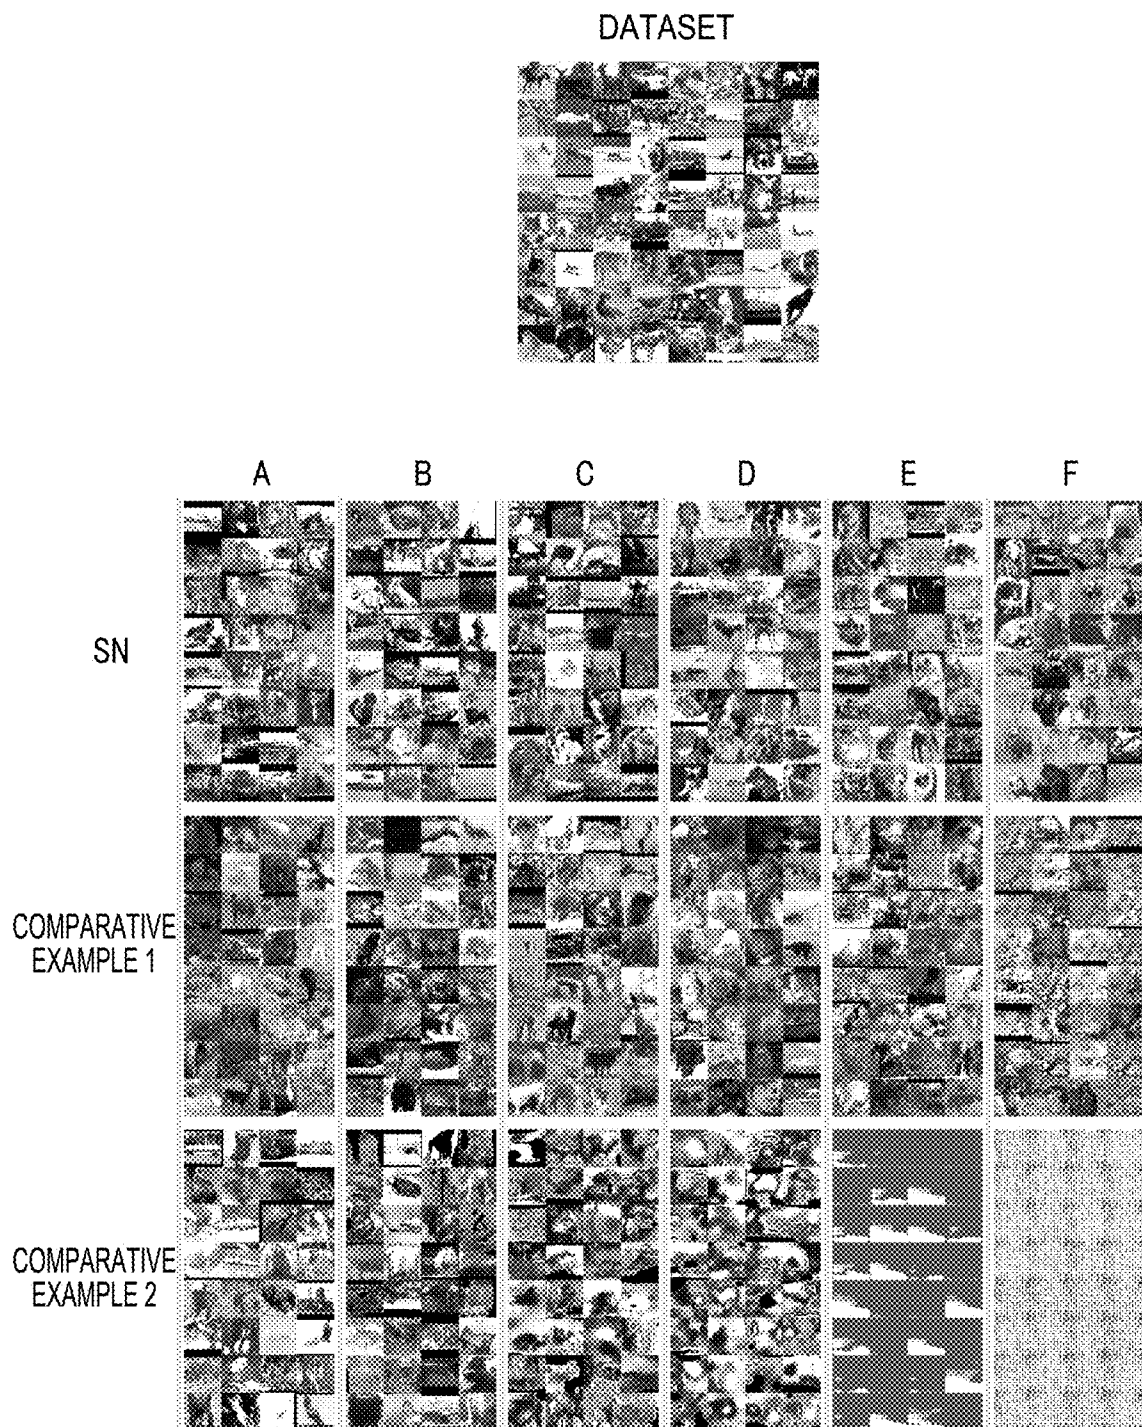 DATASET
A B C D E F
SN
COMPARATIVE
EXAMPLE 1
COMPARATIVE
EXAMPLE 2